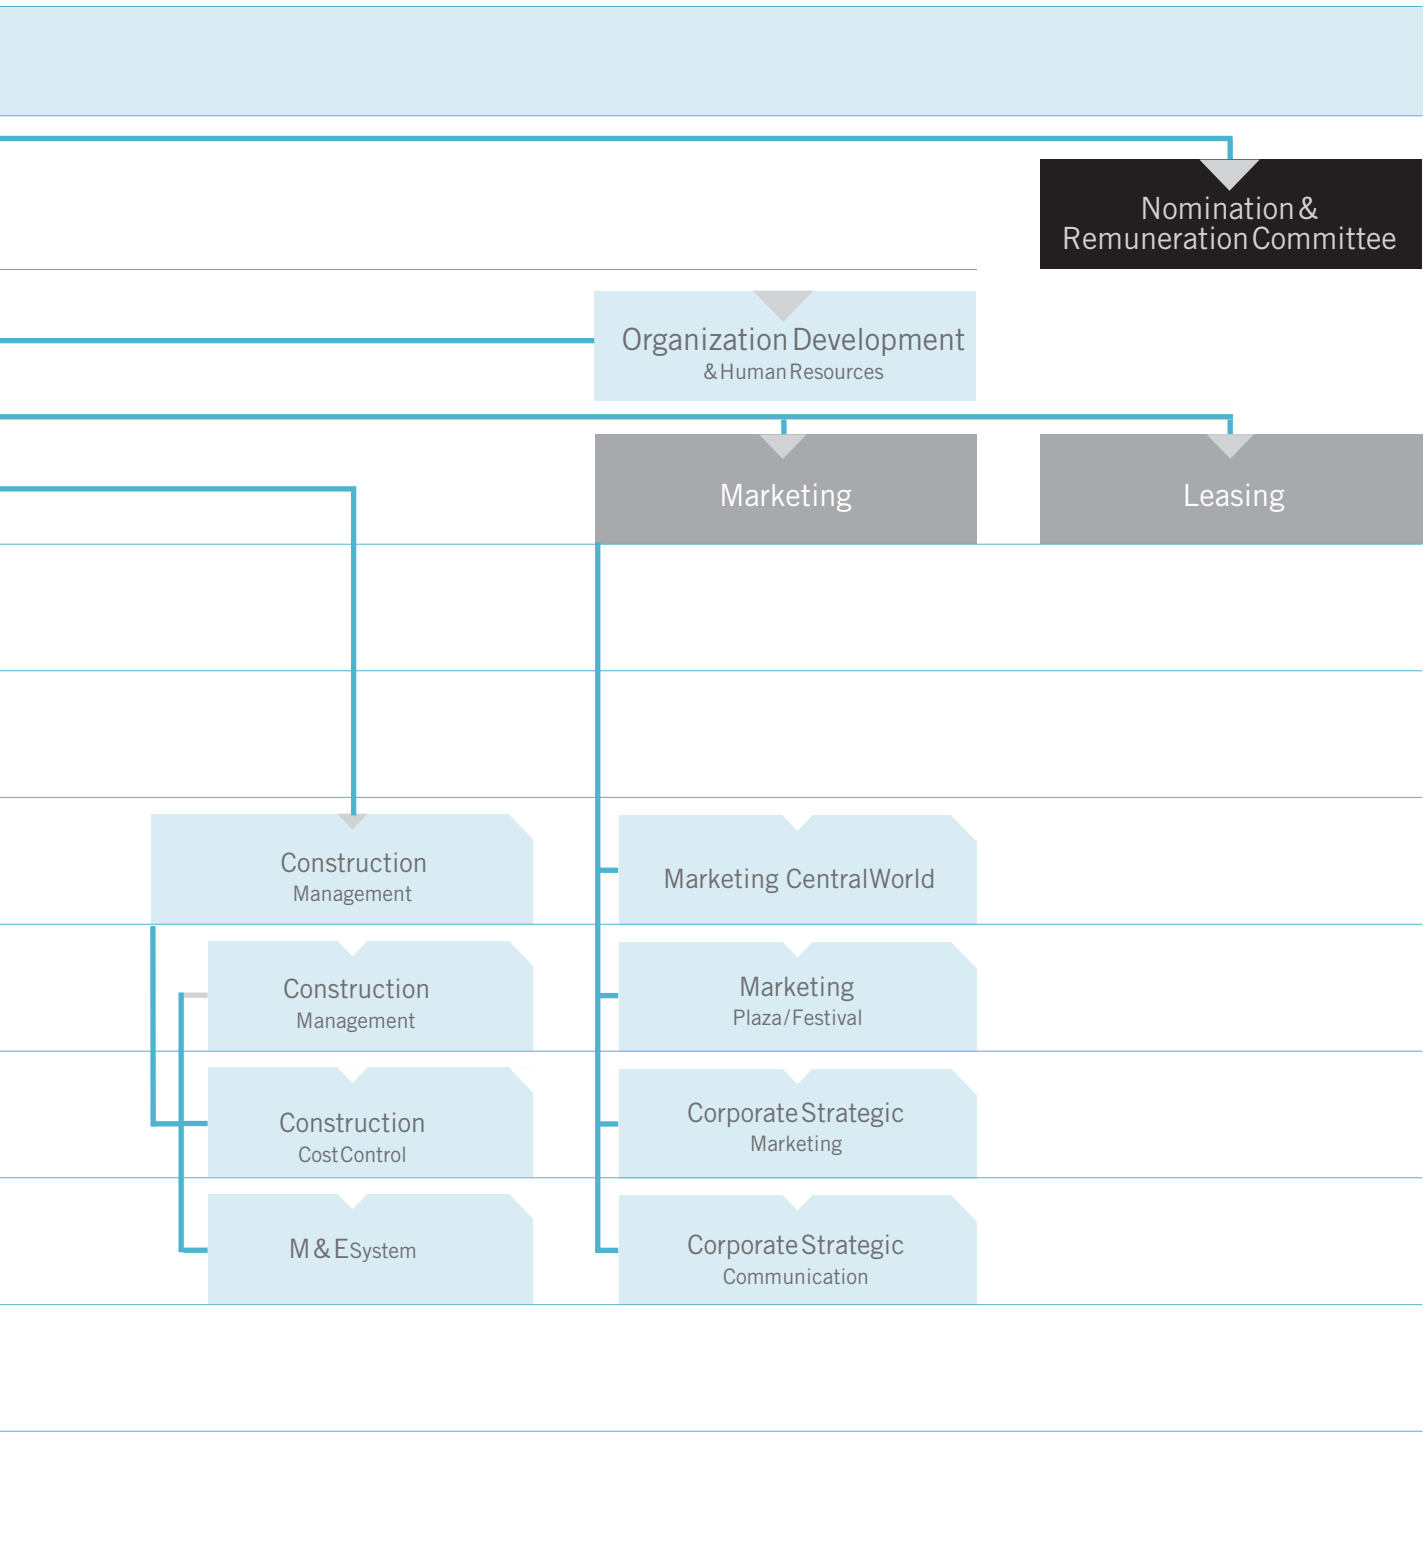 Nomination &
Remuneration Committee
Organization Development
& Human Resources
Marketing
Leasing
Construction
Management
Marketing CentralWorld
Construction
Management
Marketing
Plaza/Festival
Construction
Cost Control
Corporate Strategic
Marketing
M & E System
Corporate Strategic
Communication